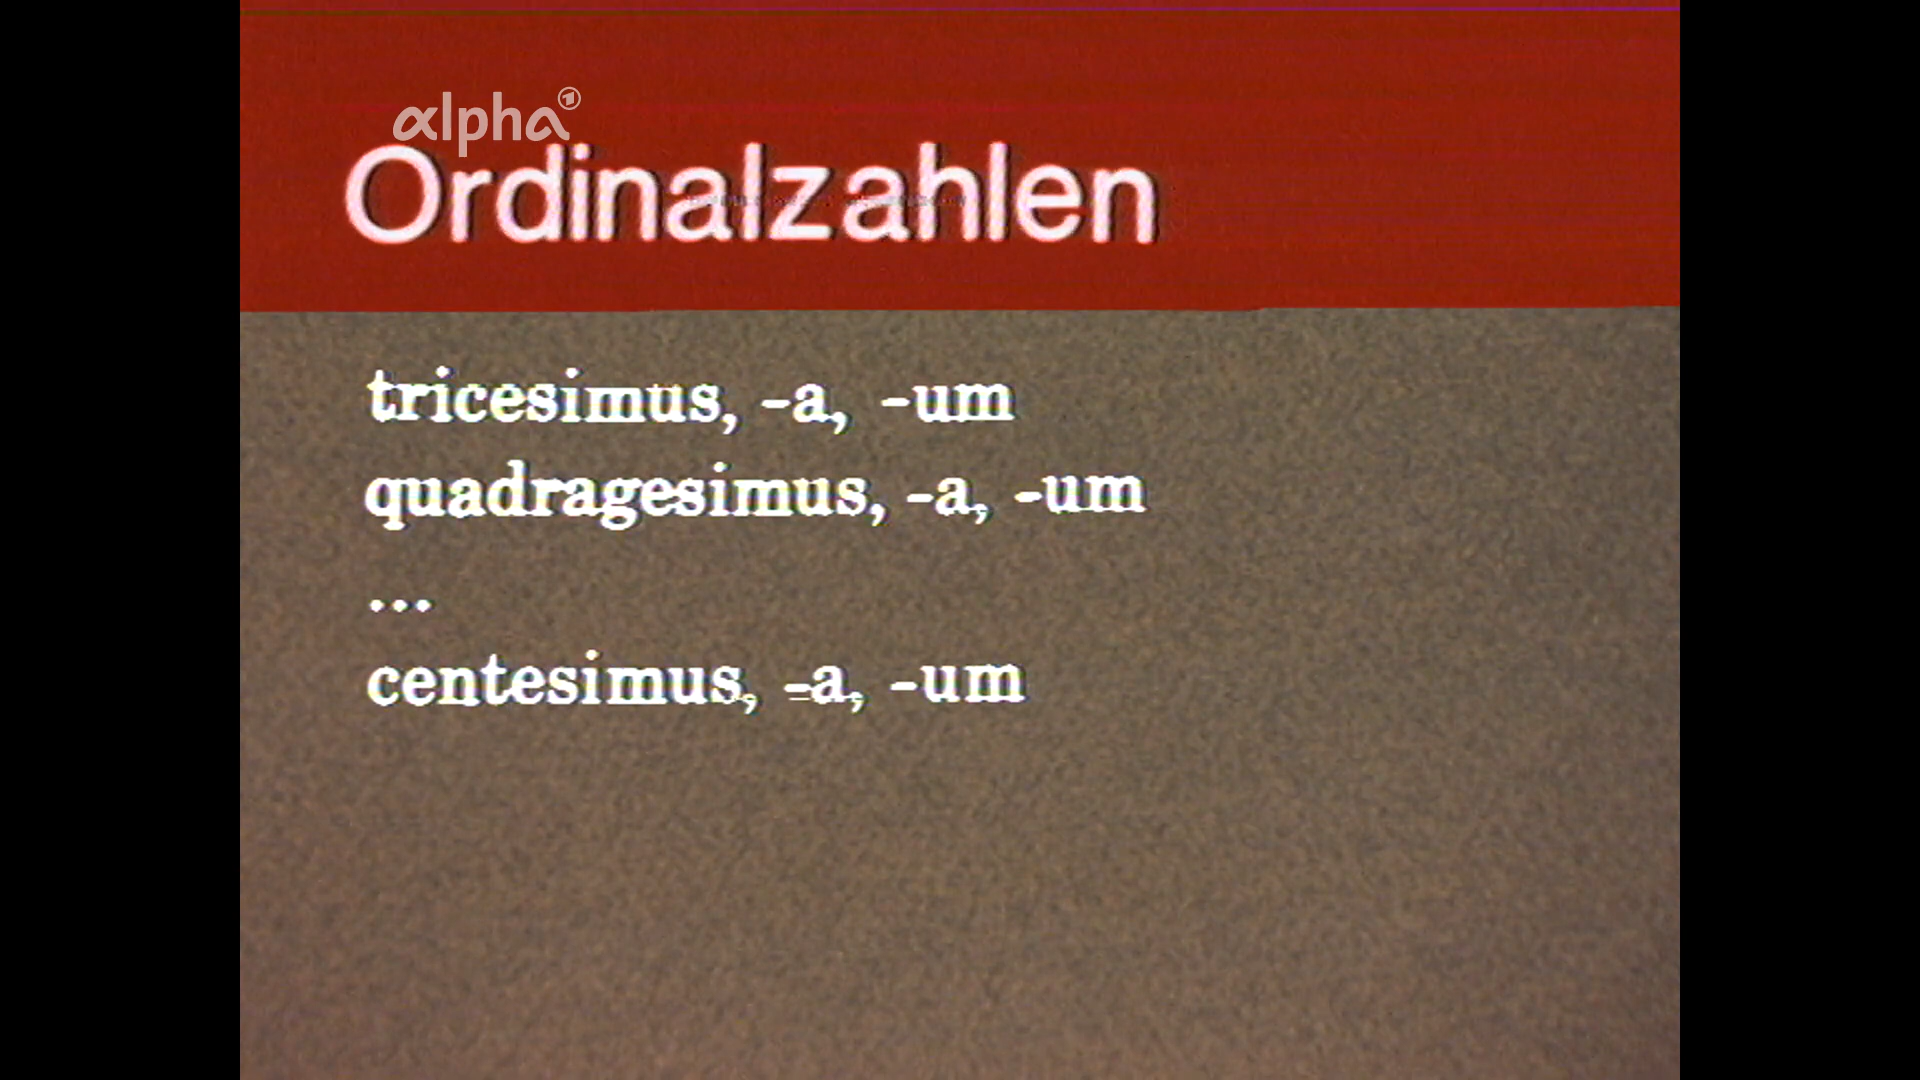 alpha
Ordinalzahlen
tricesimus, -a, -um
quadragesimus, -a, -um
...
centesimus, -a, -um